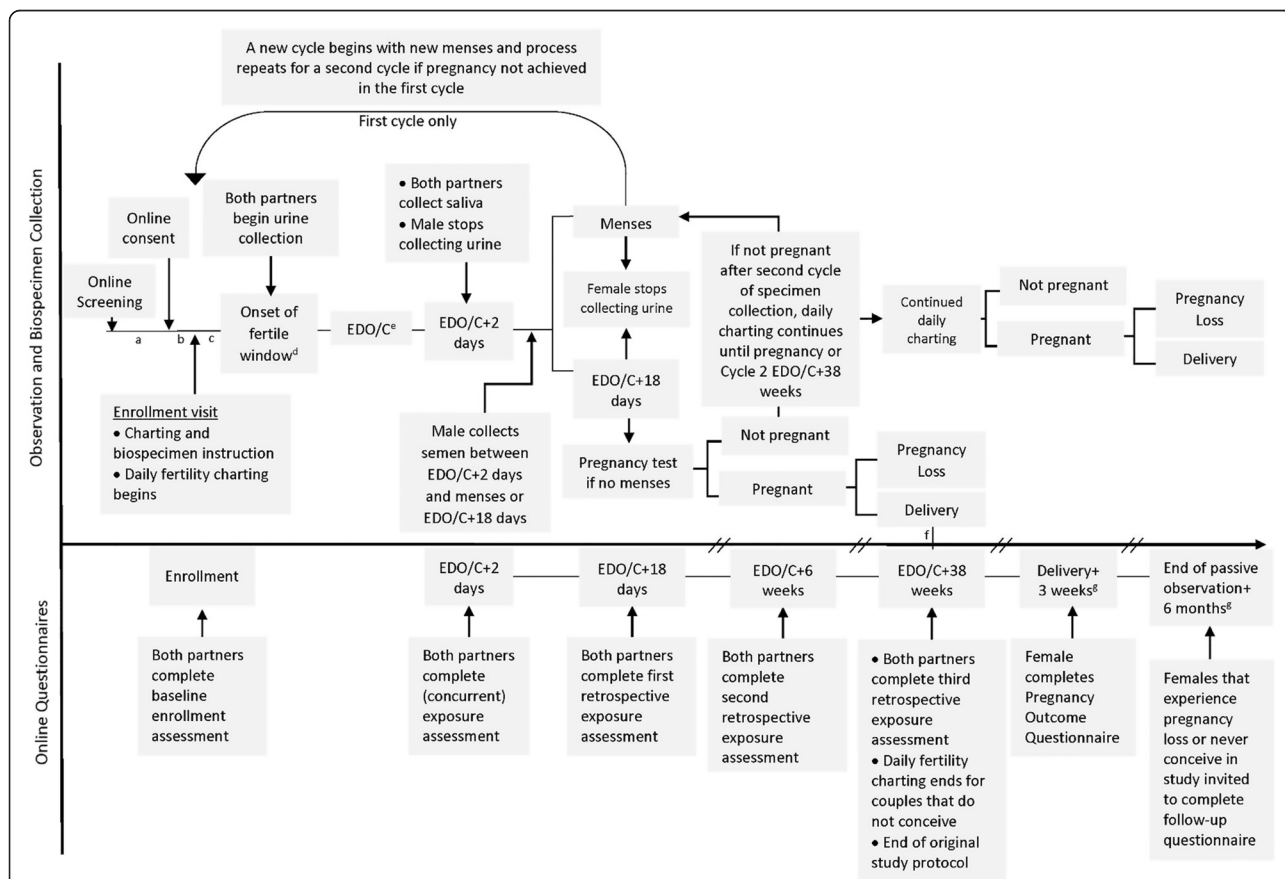 A new cycle begins with new menses and process
repeats for a second cycle if pregnancy not achieved
in the first cycle
First cycle only
Observation and Biospecimen Collection
Online
Screening
Online
consent
Both partners
begin urine
collection
• Both partners
collect saliva
• Male stops
collecting urine
a
b
c
Onset of
fertile
windowᵈ
EDO/Cᵉ
EDO/C+2
days
Enrollment visit
• Charting and
biospecimen instruction
• Daily fertility charting
begins
Male collects
semen between
EDO/C+2 days
and menses or
EDO/C+18 days
Menses
Female stops
collecting urine
EDO/C+18
days
Pregnancy test
if no menses
If not pregnant
after second cycle
of specimen
collection, daily
charting continues
until pregnancy or
Cycle 2 EDO/C+38
weeks
Not pregnant
Pregnant
Pregnancy
Loss
Delivery
f
Continued
daily
charting
Not pregnant
Pregnant
Pregnancy
Loss
Delivery
Online Questionnaires
Enrollment
Both partners
complete
baseline
enrollment
assessment
EDO/C+2
days
Both partners
complete
(concurrent)
exposure
assessment
EDO/C+18
days
Both partners
complete first
retrospective
exposure
assessment
EDO/C+6
weeks
Both partners
complete
second
retrospective
exposure
assessment
EDO/C+38
weeks
• Both partners
complete third
retrospective
exposure
assessment
• Daily fertility
charting ends for
couples that do
not conceive
• End of original
study protocol
Delivery+
3 weeksᵍ
Female
completes
Pregnancy
Outcome
Questionnaire
End of passive
observation+
6 monthsᵍ
Females that
experience
pregnancy
loss or never
conceive in
study invited
to complete
follow-up
questionnaire